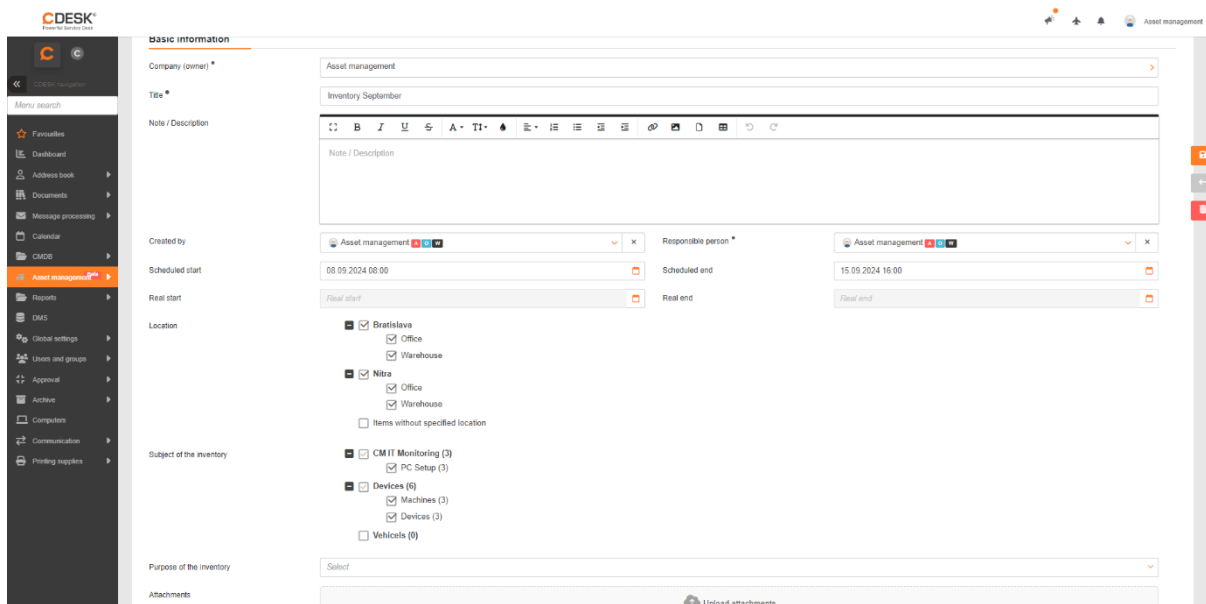 CDESK®
Powerful Service Desk
Asset management
C C
CDESK navigation
Menu search
Favourites
Dashboard
Address book
Documents
Message processing
Calendar
CMDB
Asset management Beta
Reports
DMS
Global settings
Users and groups
Approval
Archive
Computers
Communication
Printing supplies
Basic information
Company (owner) *
Asset management
Title *
Inventory September
Note / Description
B I U S A TI
Note / Description
Created by
Asset management A D W
Responsible person *
Asset management A D W
Scheduled start
08.09.2024 08:00
Scheduled end
15.09.2024 16:00
Real start
Real start
Real end
Real end
Location
Bratislava
Office
Warehouse
Nitra
Office
Warehouse
Items without specified location
Subject of the inventory
CM IT Monitoring (3)
PC Setup (3)
Devices (6)
Machines (3)
Devices (3)
Vehicels (0)
Purpose of the inventory
Select
Attachments
Upload attachments